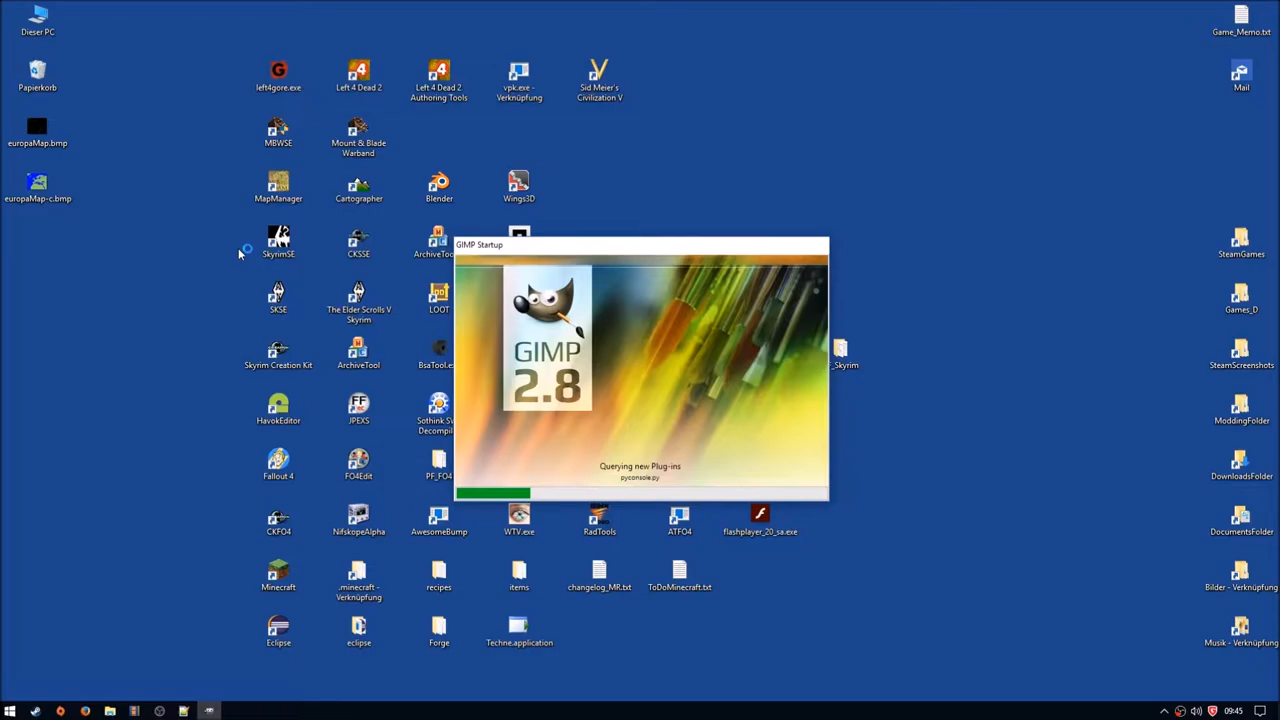 Dieser PC
Papierkorb
europaMap.bmp
europaMap-c.bmp
left4gore.exe
Left 4 Dead 2
Left 4 Dead 2
Authoring Tools
vpk.exe -
Verknüpfung
Sid Meier's
Civilization V
MBWSE
Mount & Blade
Warband
MapManager
Cartographer
Blender
Wings3D
SkyrimSE
CKSSE
ArchiveToo
SKSE
The Elder Scrolls V
Skyrim
LOOT
Skyrim Creation Kit
ArchiveTool
BsaTool.e
_Skyrim
HavokEditor
JPEXS
Sothink S
Decompil
Fallout 4
FO4Edit
PF_FO4
CKFO4
NifskopeAlpha
AwesomeBump
WTV.exe
RadTools
ATFO4
flashplayer_20_sa.exe
Minecraft
.minecraft -
Verknüpfung
recipes
items
changelog_MR.txt
ToDoMinecraft.txt
Eclipse
eclipse
Forge
Techne.application
GIMP Startup
GIMP
2.8
Querying new Plug-ins
pyconsole.py
Game_Memo.txt
Mail
SteamGames
Games_D
SteamScreenshots
ModdingFolder
DownloadsFolder
DocumentsFolder
Bilder - Verknüpfung
Musik - Verknüpfung
09:45